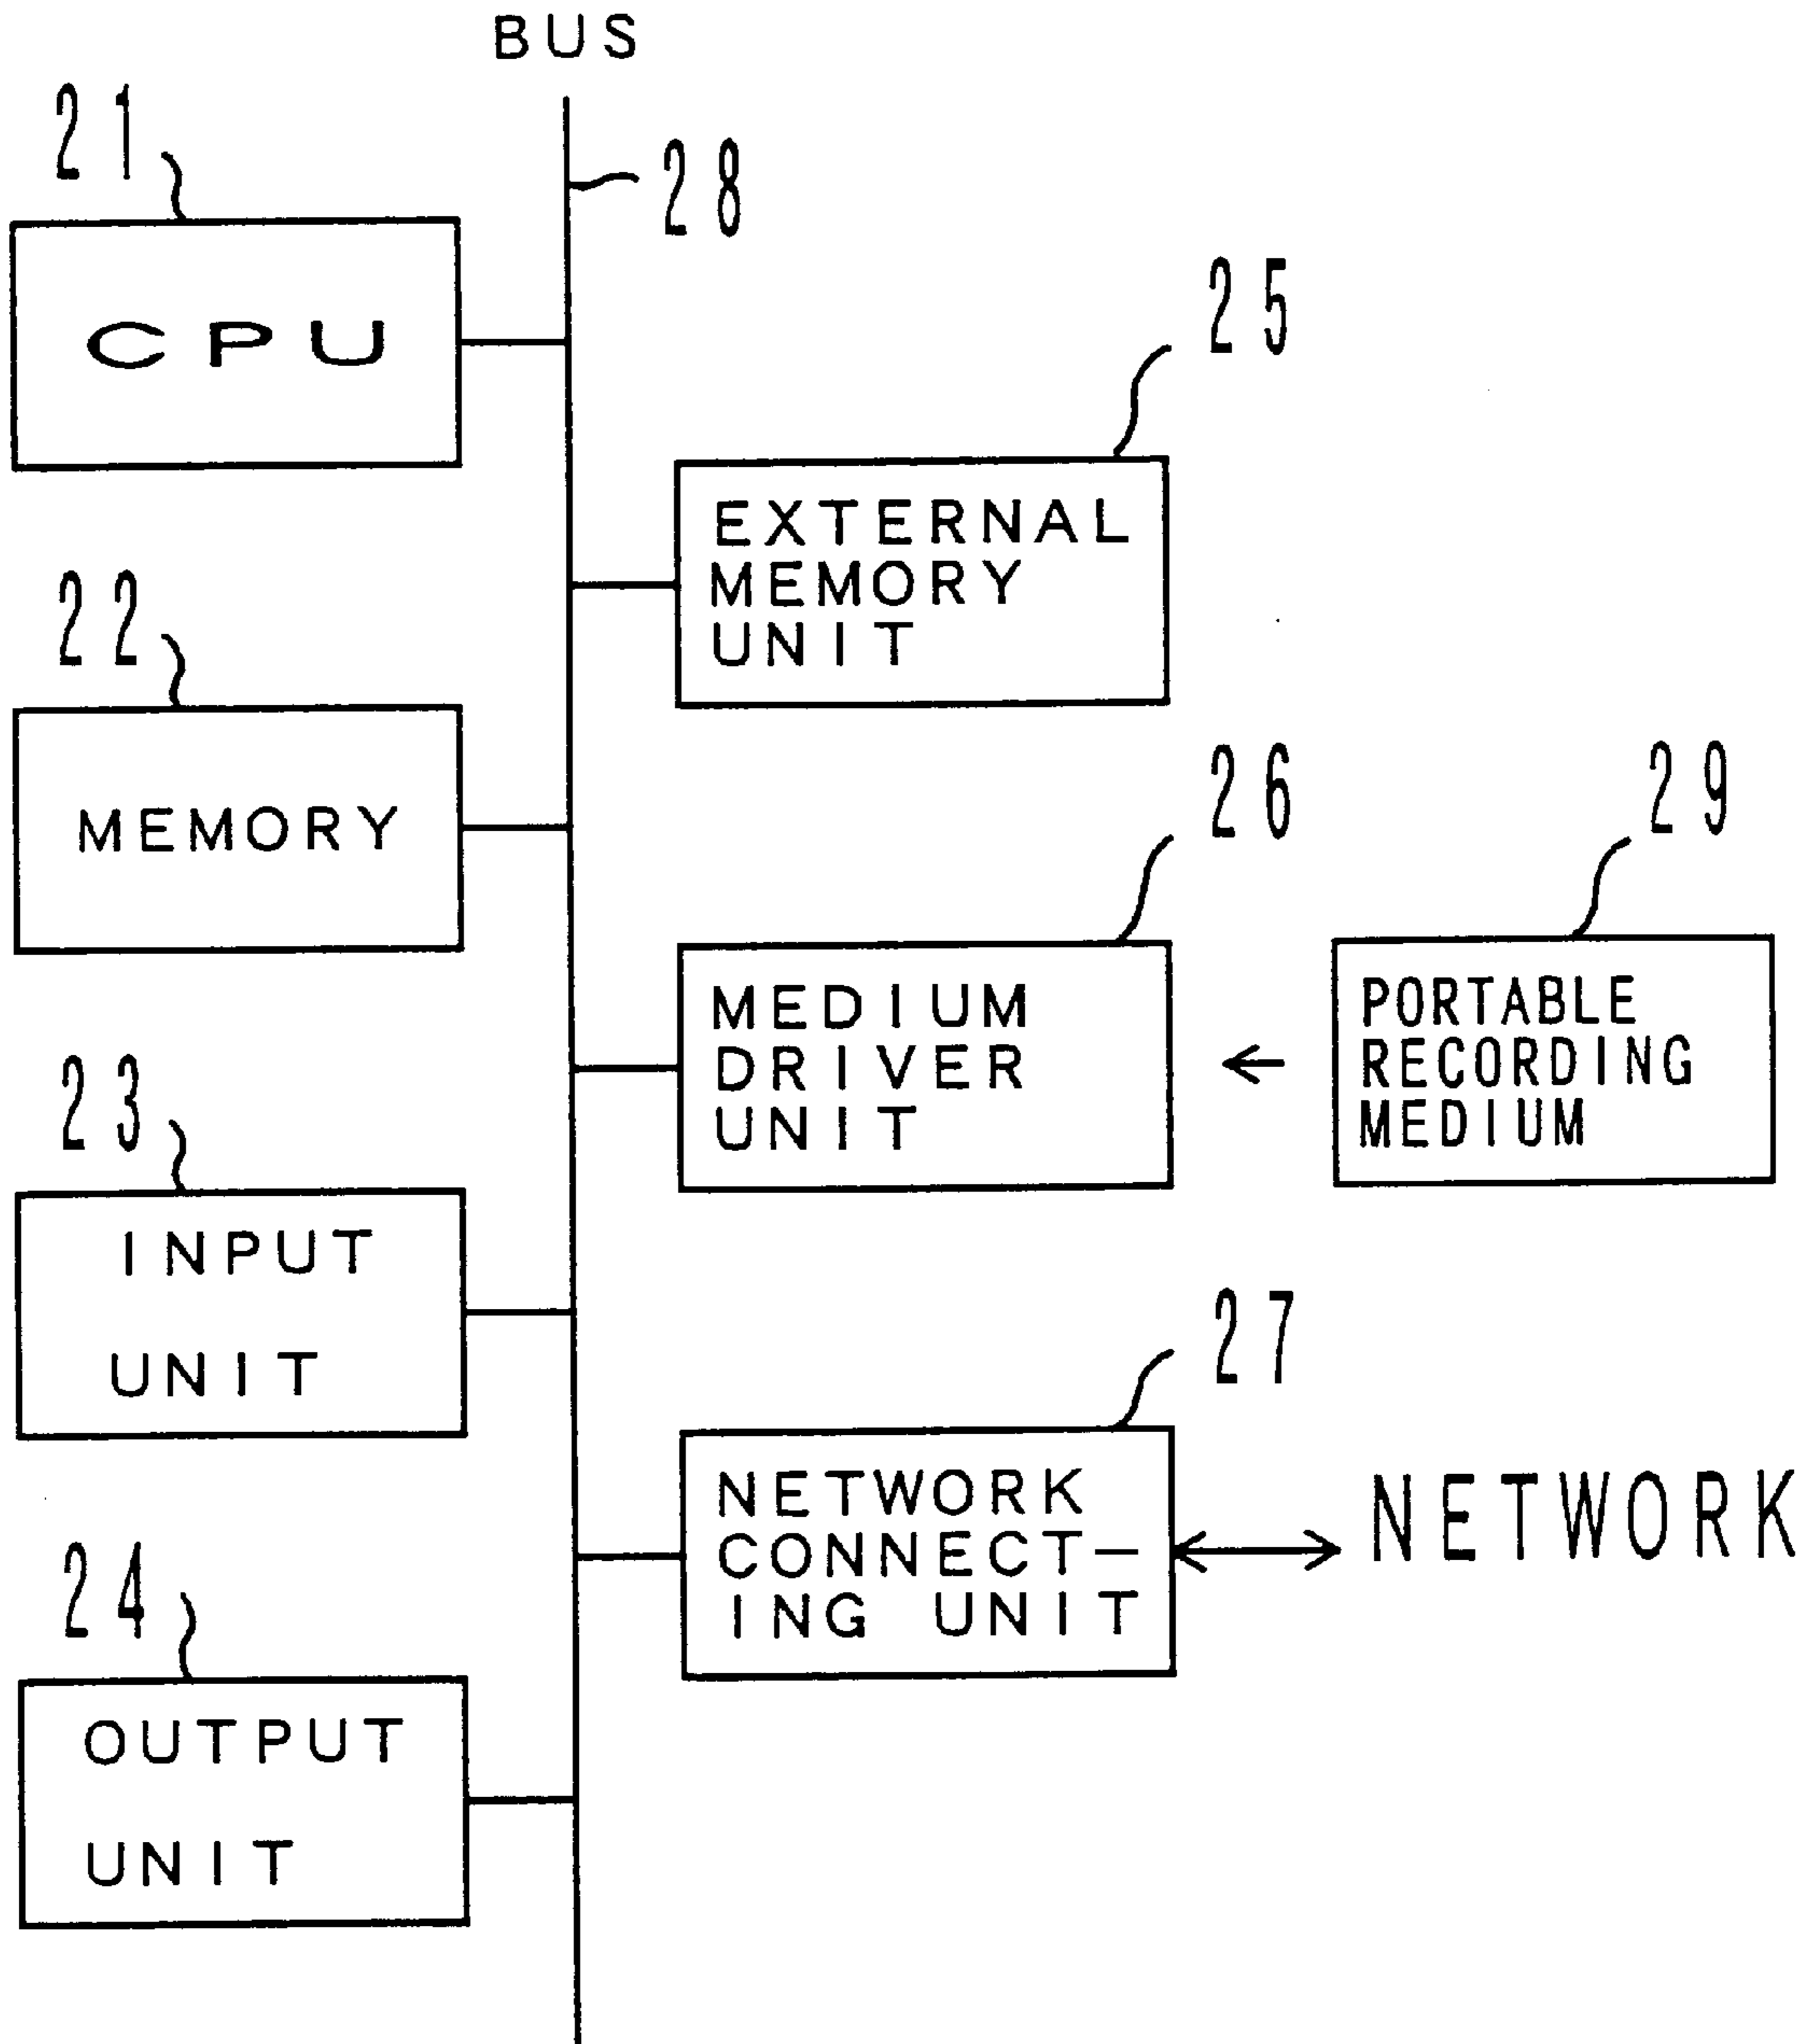 BUS
21
28
CPU
25
EXTERNAL
MEMORY
UNIT
22
MEMORY
26
29
MEDIUM
DRIVER
UNIT
PORTABLE
RECORDING
MEDIUM
23
INPUT
UNIT
27
NETWORK
CONNECT-
ING UNIT
NETWORK
24
OUTPUT
UNIT